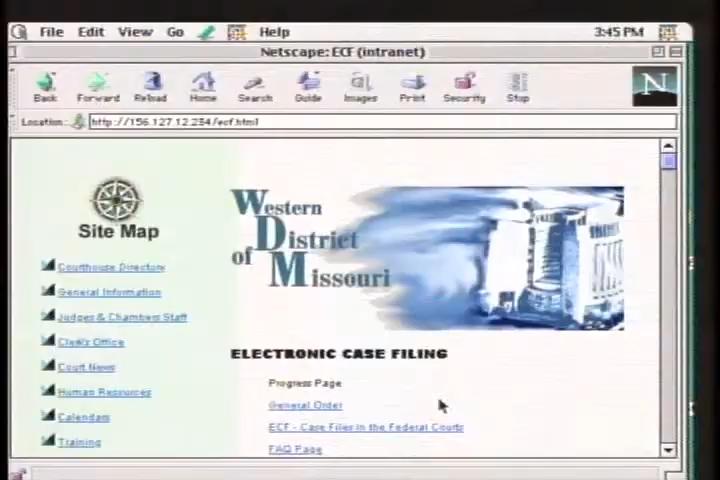 File Edit View Go Help 3:45 PM
Netscape: ECF (intranet)
Back Forward Reload Home Search Guide Images Print Security Stop N
Location: http://156.127.12.234/ecf.html
Site Map
Courthouse Directory
General Information
Judges & Chambers Staff
Clerk's Office
Court News
Human Resources
Calendars
Training
Western
District
of Missouri
ELECTRONIC CASE FILING
Progress Page
General Order
ECF - Case Files in the Federal Courts
FAQ Page